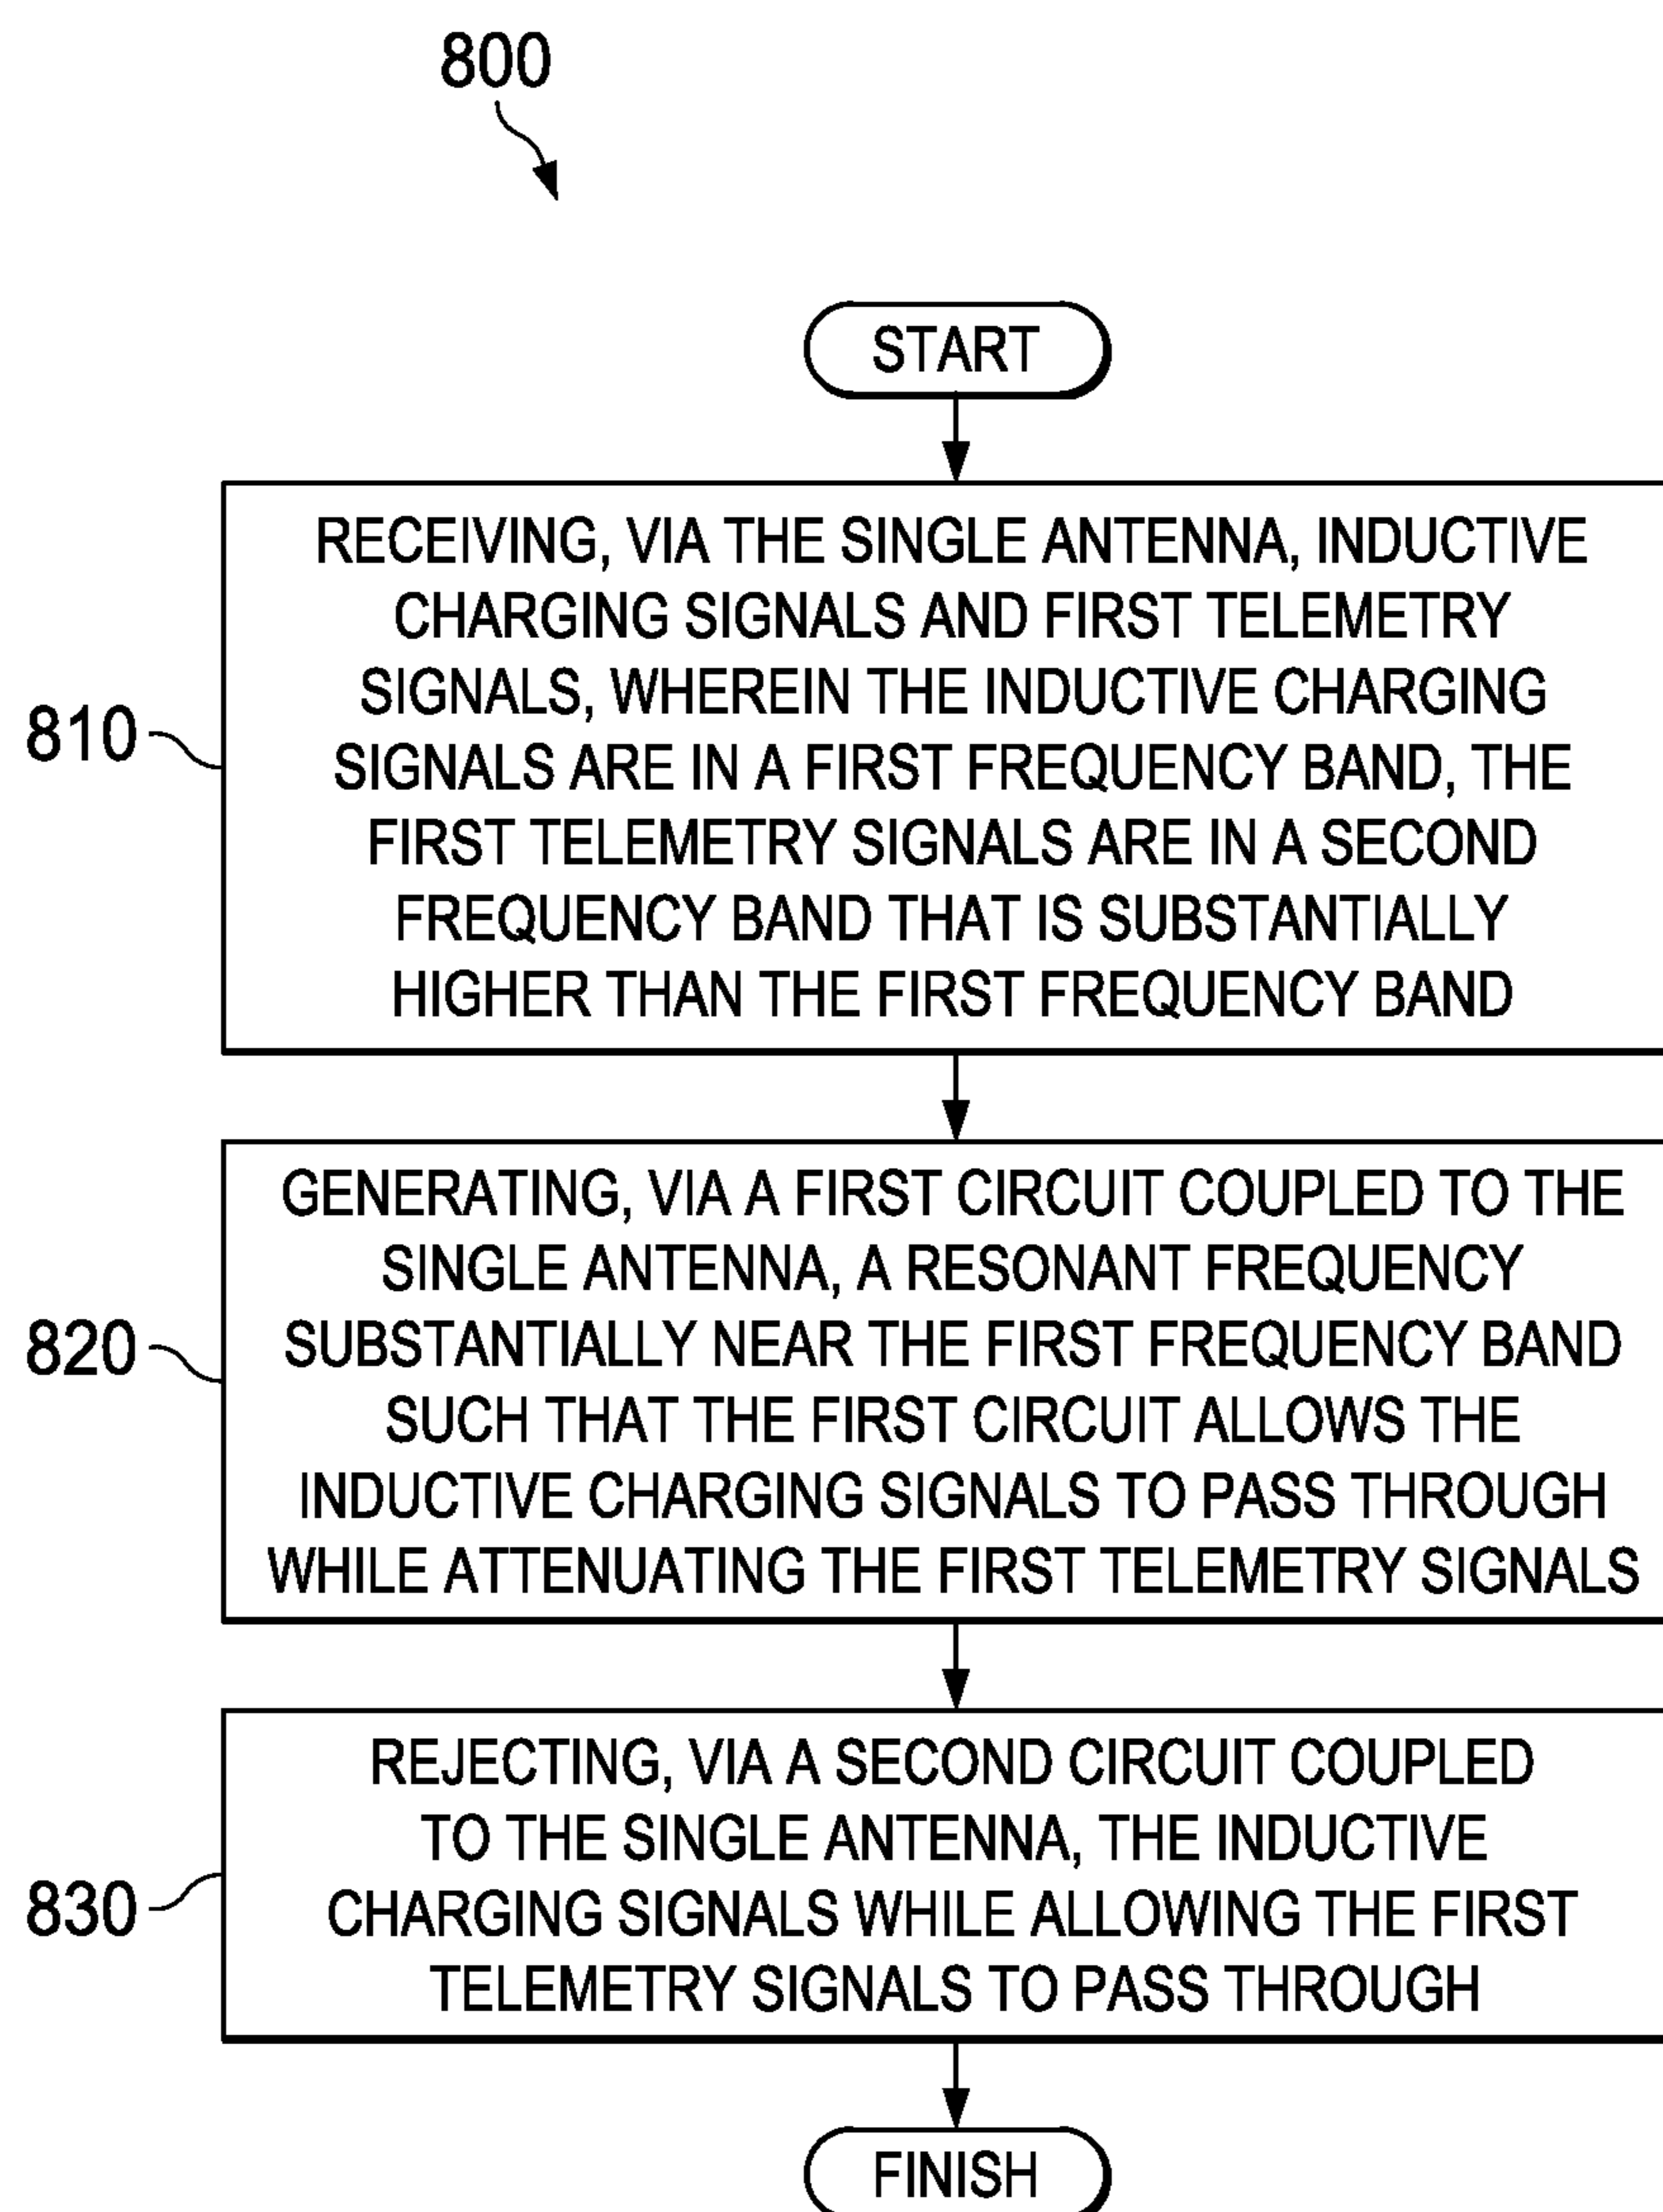 800
START
RECEIVING, VIA THE SINGLE ANTENNA, INDUCTIVE
CHARGING SIGNALS AND FIRST TELEMETRY
SIGNALS, WHEREIN THE INDUCTIVE CHARGING
SIGNALS ARE IN A FIRST FREQUENCY BAND, THE
FIRST TELEMETRY SIGNALS ARE IN A SECOND
FREQUENCY BAND THAT IS SUBSTANTIALLY
HIGHER THAN THE FIRST FREQUENCY BAND
810
GENERATING, VIA A FIRST CIRCUIT COUPLED TO THE
SINGLE ANTENNA, A RESONANT FREQUENCY
SUBSTANTIALLY NEAR THE FIRST FREQUENCY BAND
SUCH THAT THE FIRST CIRCUIT ALLOWS THE
INDUCTIVE CHARGING SIGNALS TO PASS THROUGH
WHILE ATTENUATING THE FIRST TELEMETRY SIGNALS
820
REJECTING, VIA A SECOND CIRCUIT COUPLED
TO THE SINGLE ANTENNA, THE INDUCTIVE
CHARGING SIGNALS WHILE ALLOWING THE FIRST
TELEMETRY SIGNALS TO PASS THROUGH
830
FINISH